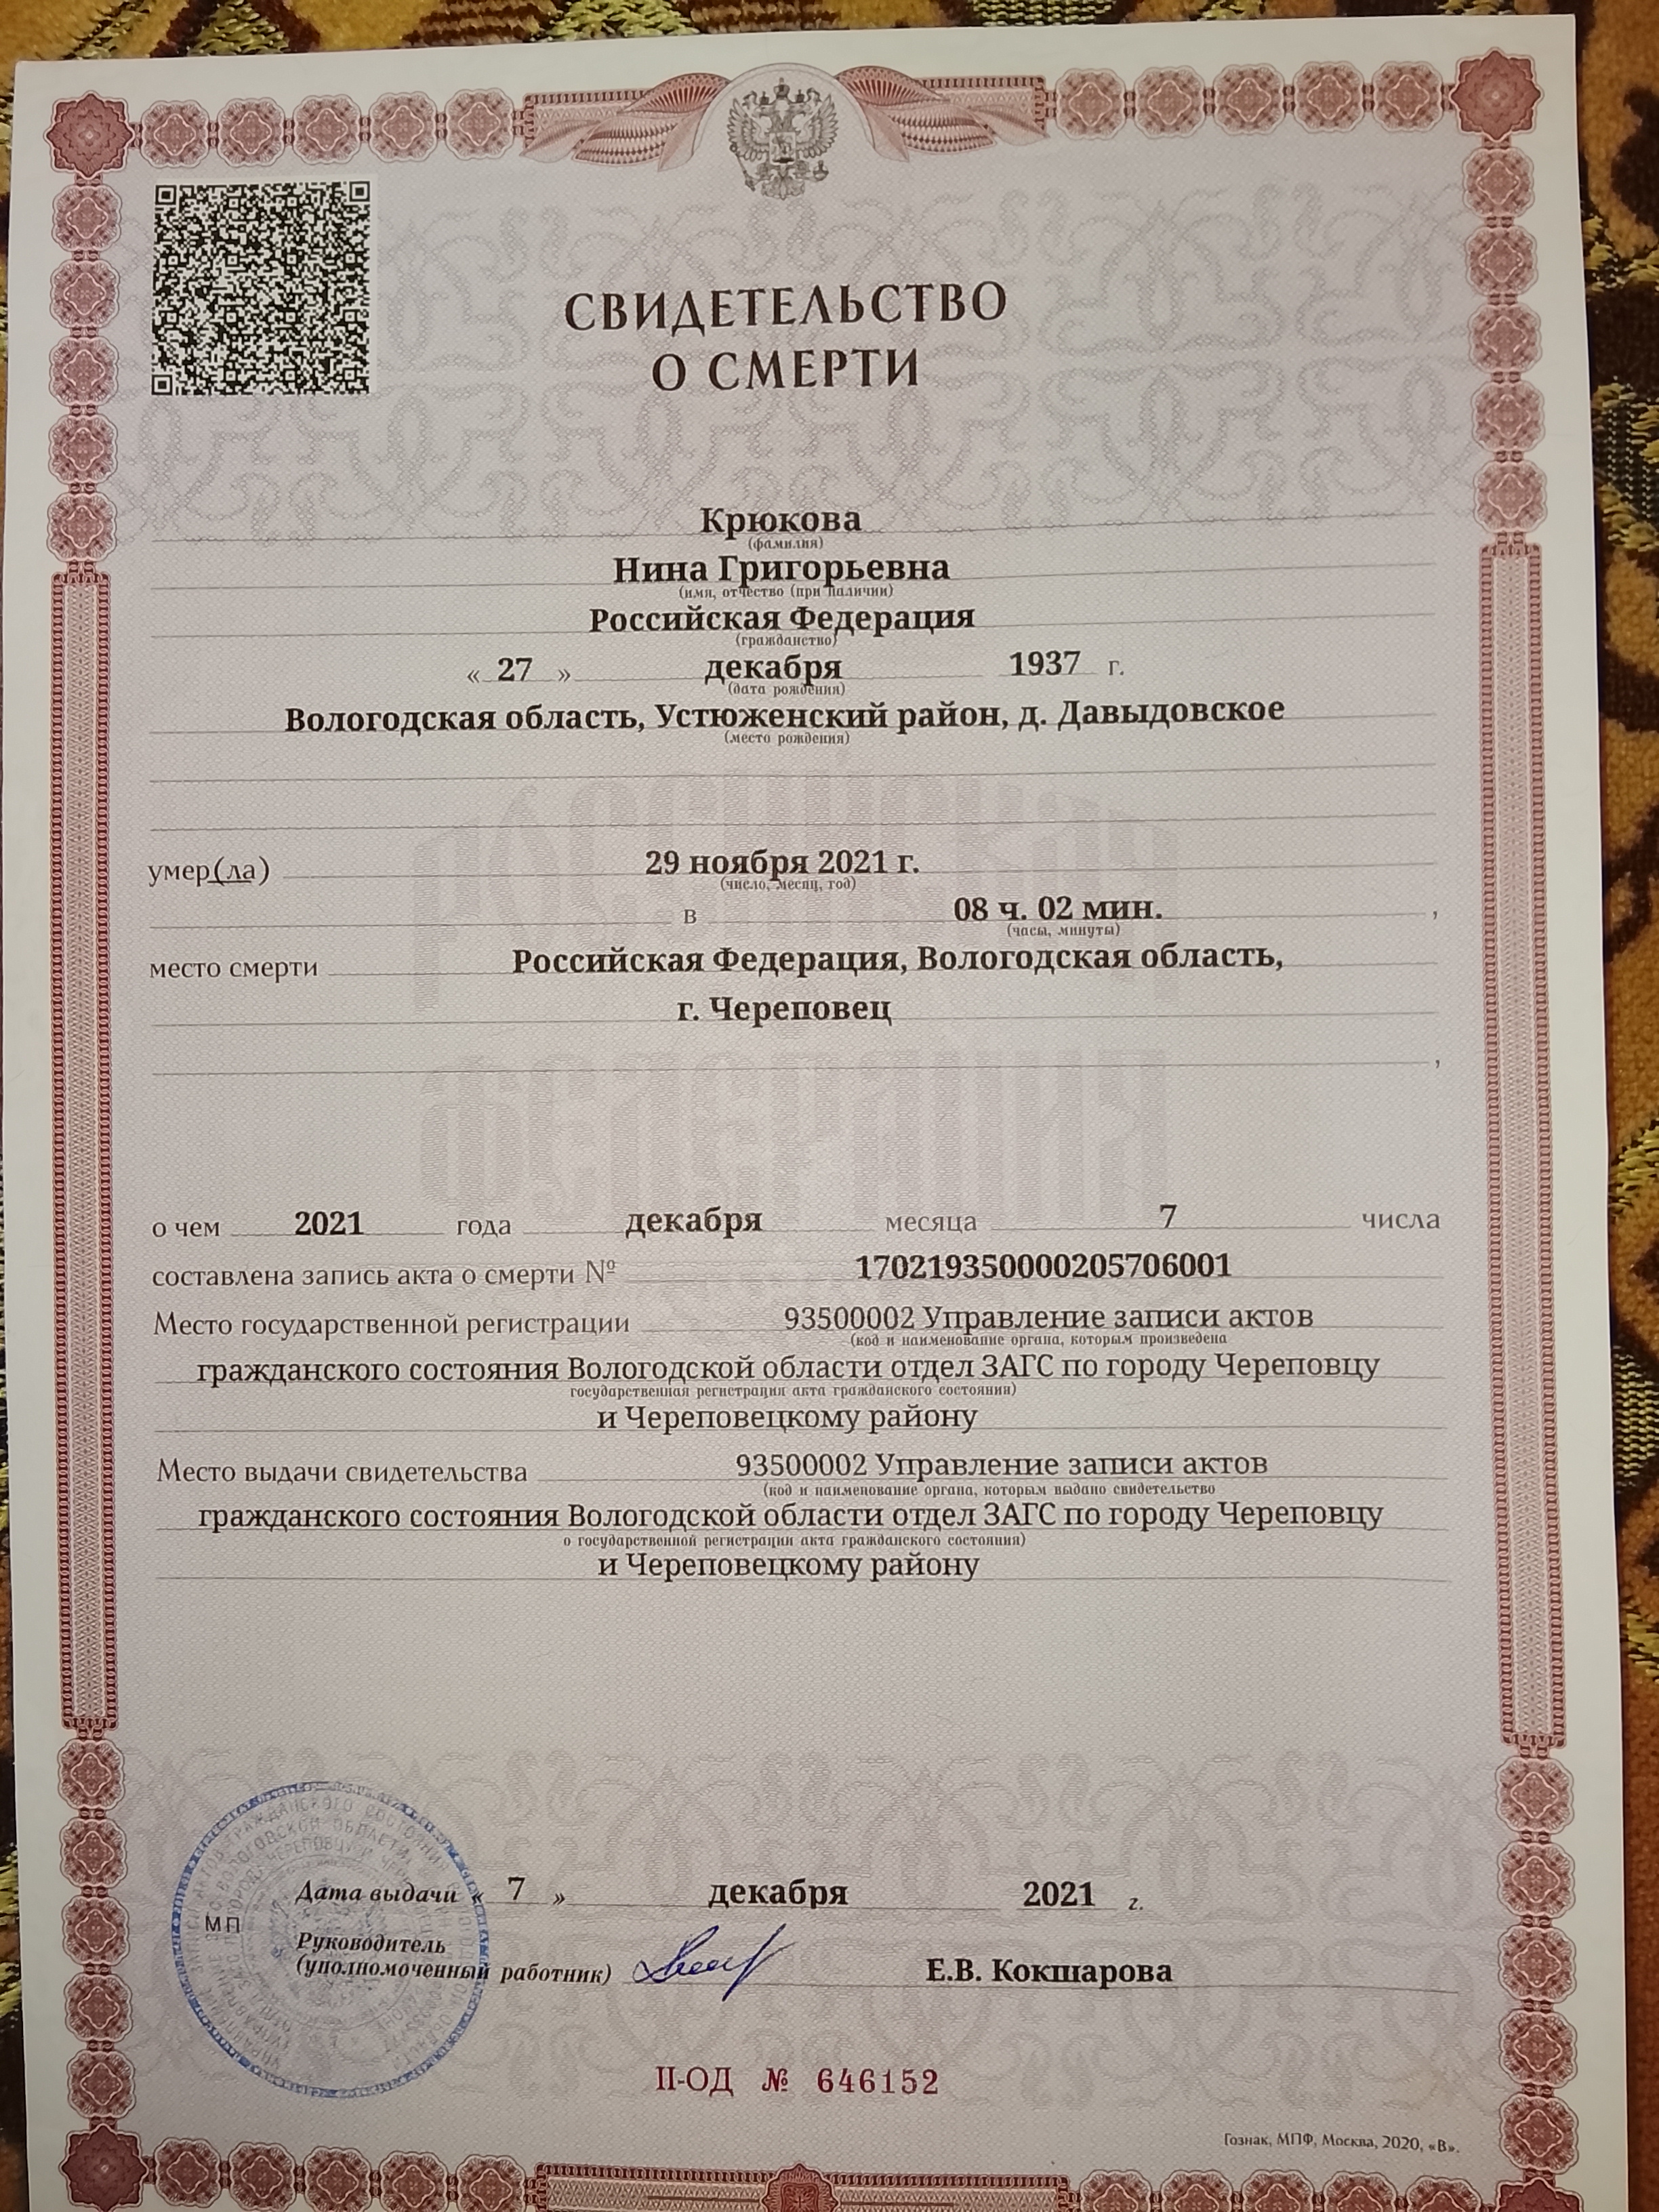 СВИДЕТЕЛЬСТВО
О СМЕРТИ
Крюкова
(фамилия)
Нина Григорьевна
(имя, отчество (при наличии)
Российская Федерация
(гражданство)
« 27 » декабря 1937 г.
(дата рождения)
Вологодская область, Устюженский район, д. Давыдовское
(место рождения)
умер(ла) 29 ноября 2021 г.
(число, месяц, год)
в 08 ч. 02 мин. ,
(часы, минуты)
место смерти Российская Федерация, Вологодская область,
г. Череповец
,
о чем 2021 года декабря месяца 7 числа
составлена запись акта о смерти № 170219350000205706001
Место государственной регистрации 93500002 Управление записи актов
(код и наименование органа, которым произведена
гражданского состояния Вологодской области отдел ЗАГС по городу Череповцу
государственная регистрация акта гражданского состояния)
и Череповецкому району
Место выдачи свидетельства 93500002 Управление записи актов
(код и наименование органа, которым выдано свидетельство
гражданского состояния Вологодской области отдел ЗАГС по городу Череповцу
о государственной регистрации акта гражданского состояния)
и Череповецкому району
Дата выдачи « 7 » декабря 2021 г.
МП
Руководитель
(уполномоченный работник) Е.В. Кокшарова
II-ОД № 646152
Гознак, МПФ, Москва, 2020, «В».